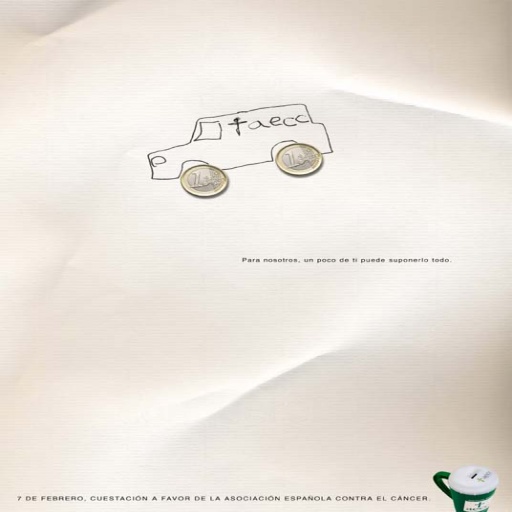 aecc
Para nosotros, un poco de ti puede suponerlo todo.
7 DE FEBRERO, CUESTACIÓN A FAVOR DE LA ASOCIACIÓN ESPAÑOLA CONTRA EL CÁNCER.